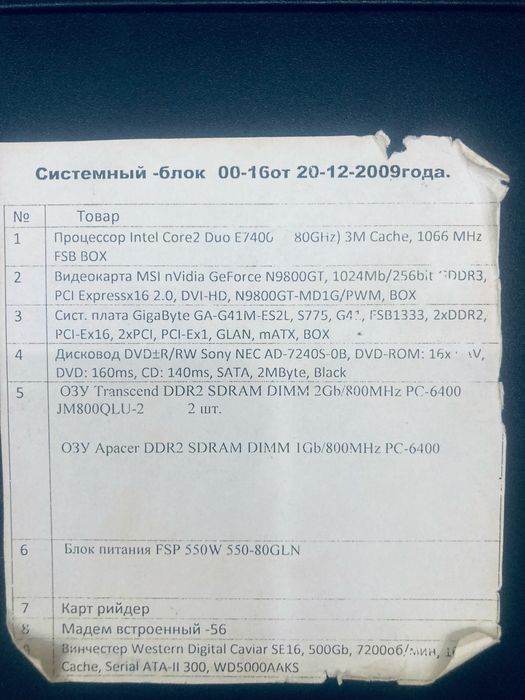 Системный -блок 00-16от 20-12-2009года.
№ Товар
1 Процессор Intel Core2 Duo E7400 80GHz) 3M Cache, 1066 MHz
FSB BOX
2 Видеокарта MSI nVidia GeForce N9800GT, 1024Mb/256bit DDR3,
PCI Expressx16 2.0, DVI-HD, N9800GT-MD1G/PWM, BOX
3 Сист. плата GigaByte GA-G41M-ES2L, S775, G41, FSB1333, 2xDDR2,
PCI-Ex16, 2xPCI, PCI-Ex1, GLAN, mATX, BOX
4 Дисковод DVD±R/RW Sony NEC AD-7240S-0B, DVD-ROM: 16x
DVD: 160ms, CD: 140ms, SATA, 2MByte, Black
5 ОЗУ Transcend DDR2 SDRAM DIMM 2Gb/800MHz PC-6400
JM800QLU-2 2 шт.
ОЗУ Apacer DDR2 SDRAM DIMM 1Gb/800MHz PC-6400
6 Блок питания FSP 550W 550-80GLN
7 Карт рийдер
8 Мадем встроенный -56
Винчестер Western Digital Caviar SE16, 500Gb, 7200об/мин,
Cache, Serial ATA-II 300, WD5000AAKS